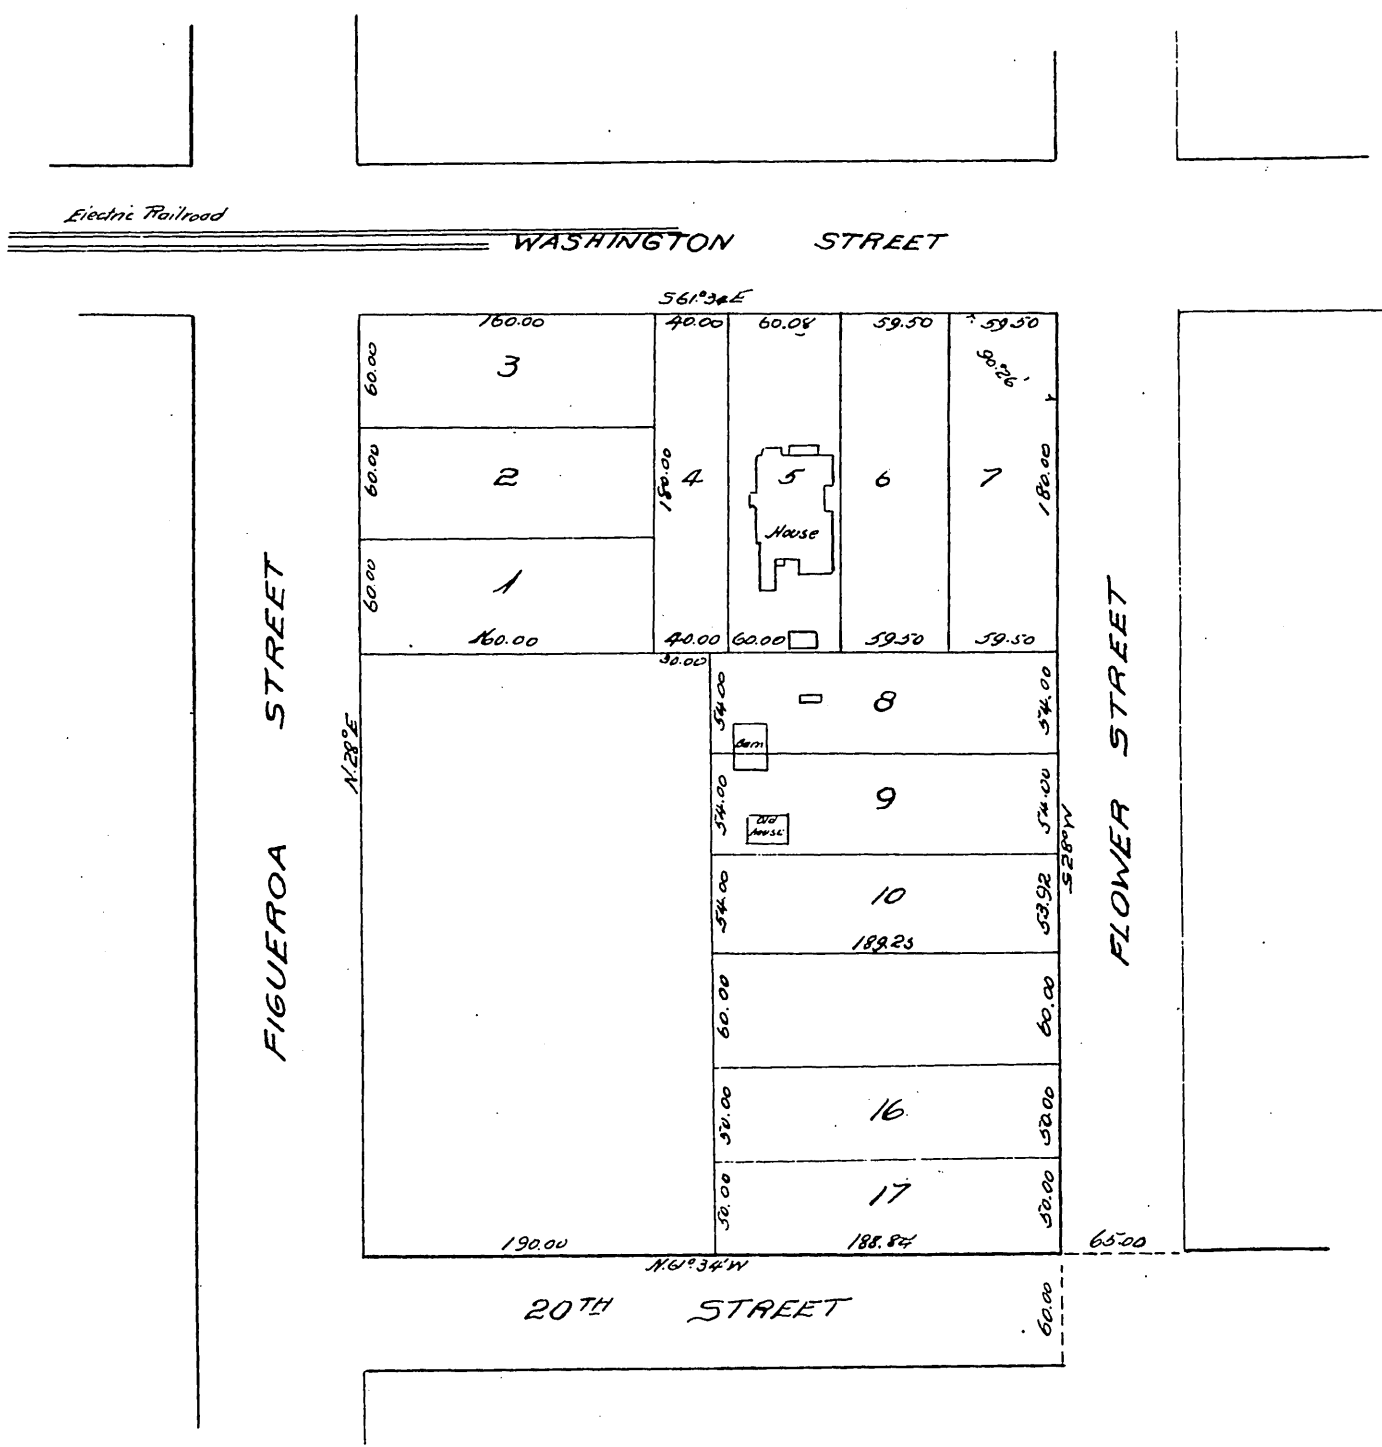 Electric Railroad
WASHINGTON STREET
S61°34E
160.00 40.00 60.08 59.50 59.50
60.00 3 90°26'
60.00 2 180.00 4 5 6 7 180.00
House
60.00 1
160.00 40.00 60.00 59.50 59.50
30.00
FIGUEROA STREET
N.28°E
54.00 8 54.00
Barn
54.00 9 54.00
Old
House
S28°W
FLOWER STREET
54.00 10 53.92
189.25
60.00 60.00
50.00 16 50.00
50.00 17 50.00
190.00 188.84 65.00
N.61°34'W
20TH STREET
60.00